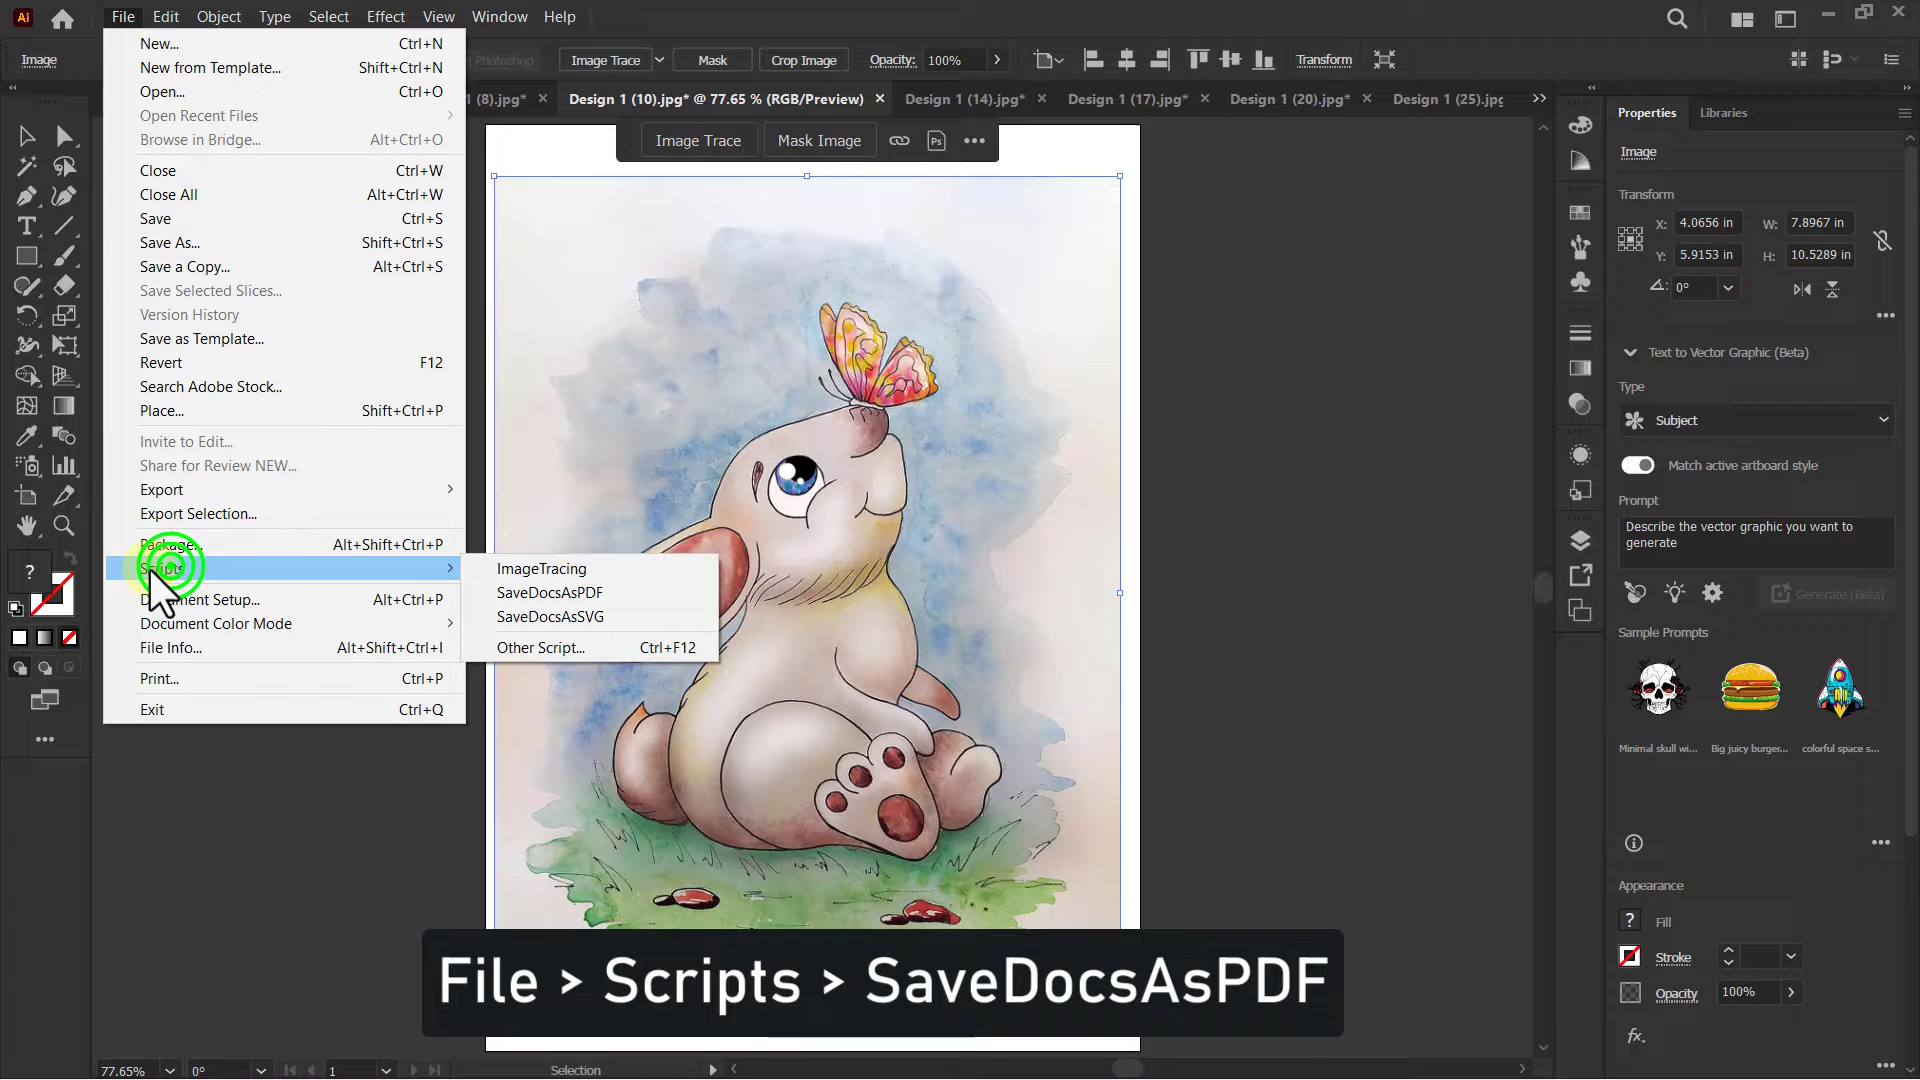 Ai File Edit Object Type Select Effect View Window Help
Image Photoshop Image Trace Mask Crop Image Opacity: 100% Transform
1 (8).jpg* Design 1 (10).jpg* @ 77.65 % (RGB/Preview) Design 1 (14).jpg* Design 1 (17).jpg* Design 1 (20).jpg* Design 1 (25).jpg
New... Ctrl+N
New from Template... Shift+Ctrl+N
Open... Ctrl+O
Open Recent Files
Browse in Bridge... Alt+Ctrl+O
Close Ctrl+W
Close All Alt+Ctrl+W
Save Ctrl+S
Save As... Shift+Ctrl+S
Save a Copy... Alt+Ctrl+S
Save Selected Slices...
Version History
Save as Template...
Revert F12
Search Adobe Stock...
Place... Shift+Ctrl+P
Invite to Edit...
Share for Review NEW...
Export
Export Selection...
Package... Alt+Shift+Ctrl+P
Scripts
Document Setup... Alt+Ctrl+P
Document Color Mode
File Info... Alt+Shift+Ctrl+I
Print... Ctrl+P
Exit Ctrl+Q
ImageTracing
SaveDocsAsPDF
SaveDocsAsSVG
Other Script... Ctrl+F12
Image Trace Mask Image Ps
Properties Libraries
Image
Transform
X: 4.0656 in W: 7.8967 in
Y: 5.9153 in H: 10.5289 in
0°
Text to Vector Graphic (Beta)
Type
Subject
Match active artboard style
Prompt
Describe the vector graphic you want to
generate
Generate (Beta)
Sample Prompts
Minimal skull wi... Big juicy burger... colorful space s...
Appearance
? Fill
Stroke
Opacity 100%
fx.
?
File > Scripts > SaveDocsAsPDF
77.65% 0° 1 Selection